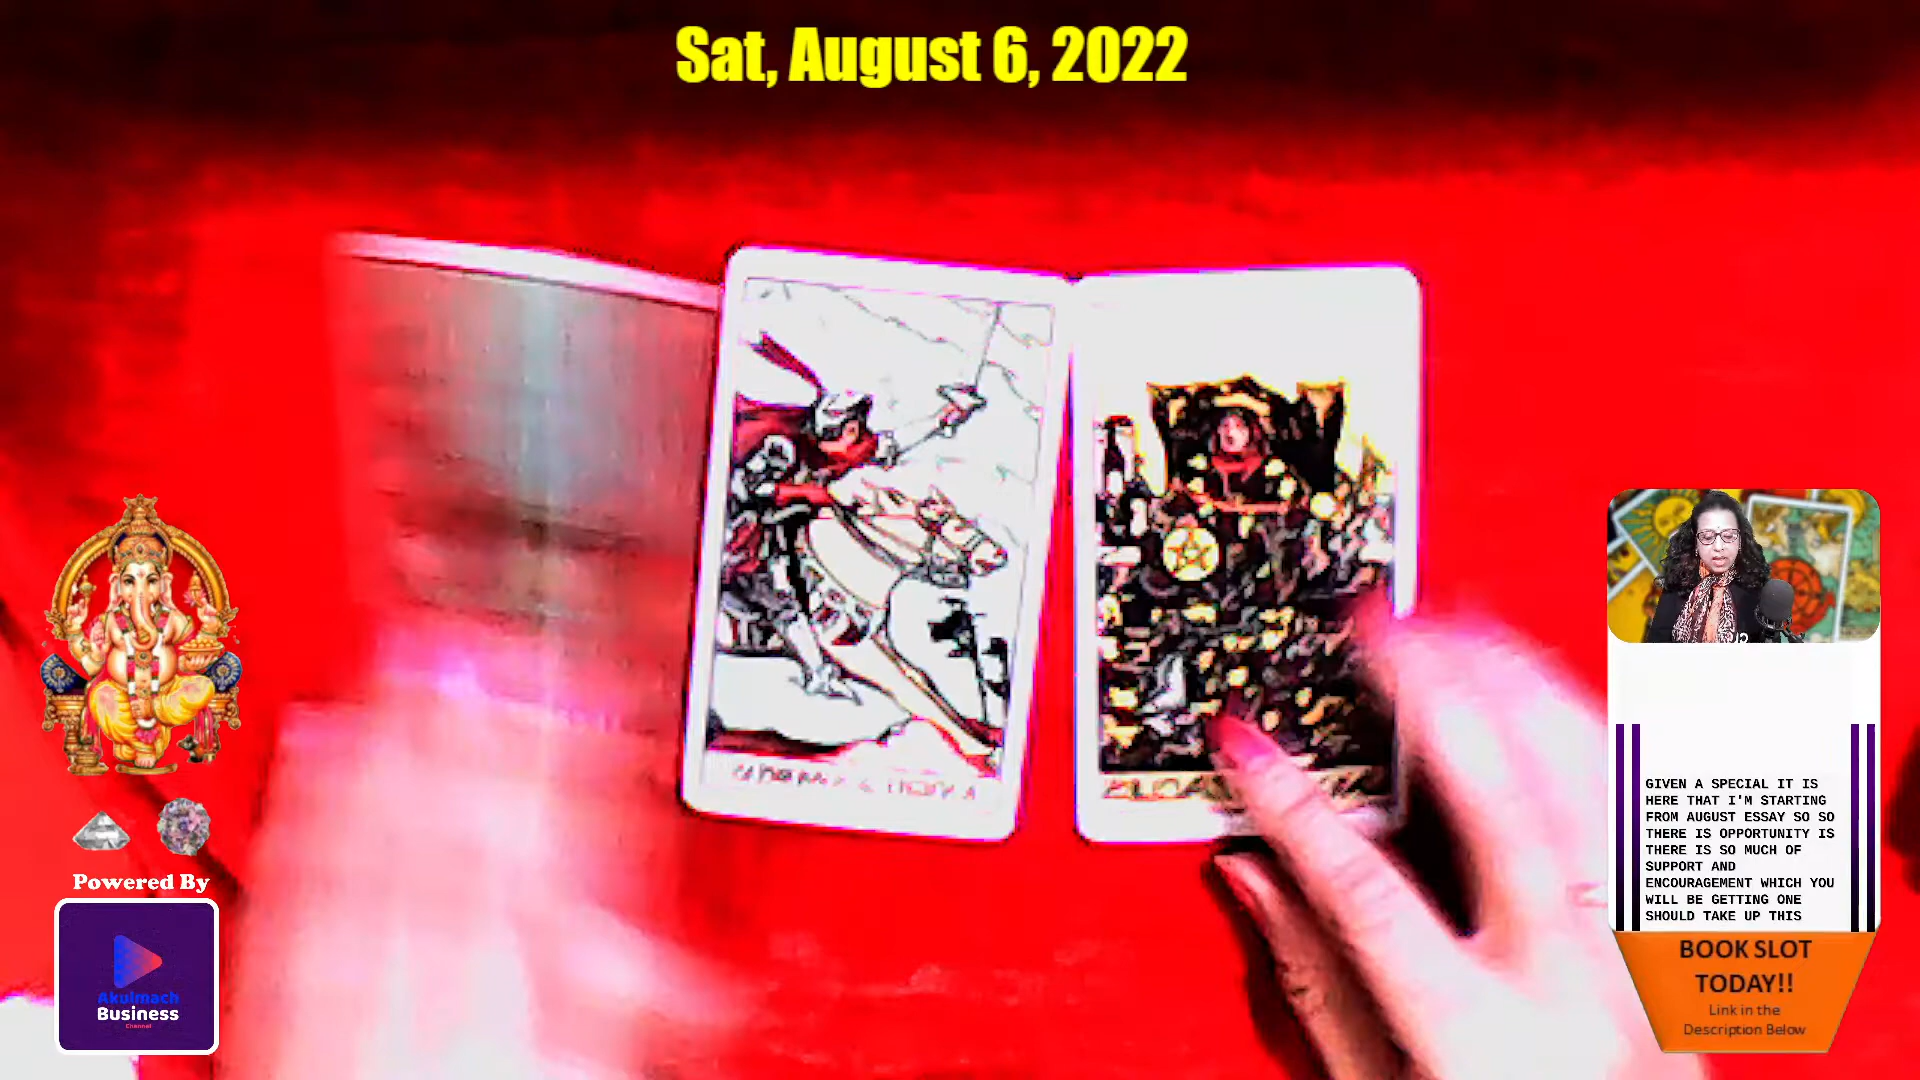 Sat, August 6, 2022
GIVEN A SPECIAL IT IS
HERE THAT I'M STARTING
FROM AUGUST ESSAY SO SO
THERE IS OPPORTUNITY IS
THERE IS SO MUCH OF
SUPPORT AND
ENCOURAGEMENT WHICH YOU
WILL BE GETTING ONE
SHOULD TAKE UP THIS
BOOK SLOT
TODAY!!
Link in the
Description Below
Powered By
Akulmach
Business
Channel